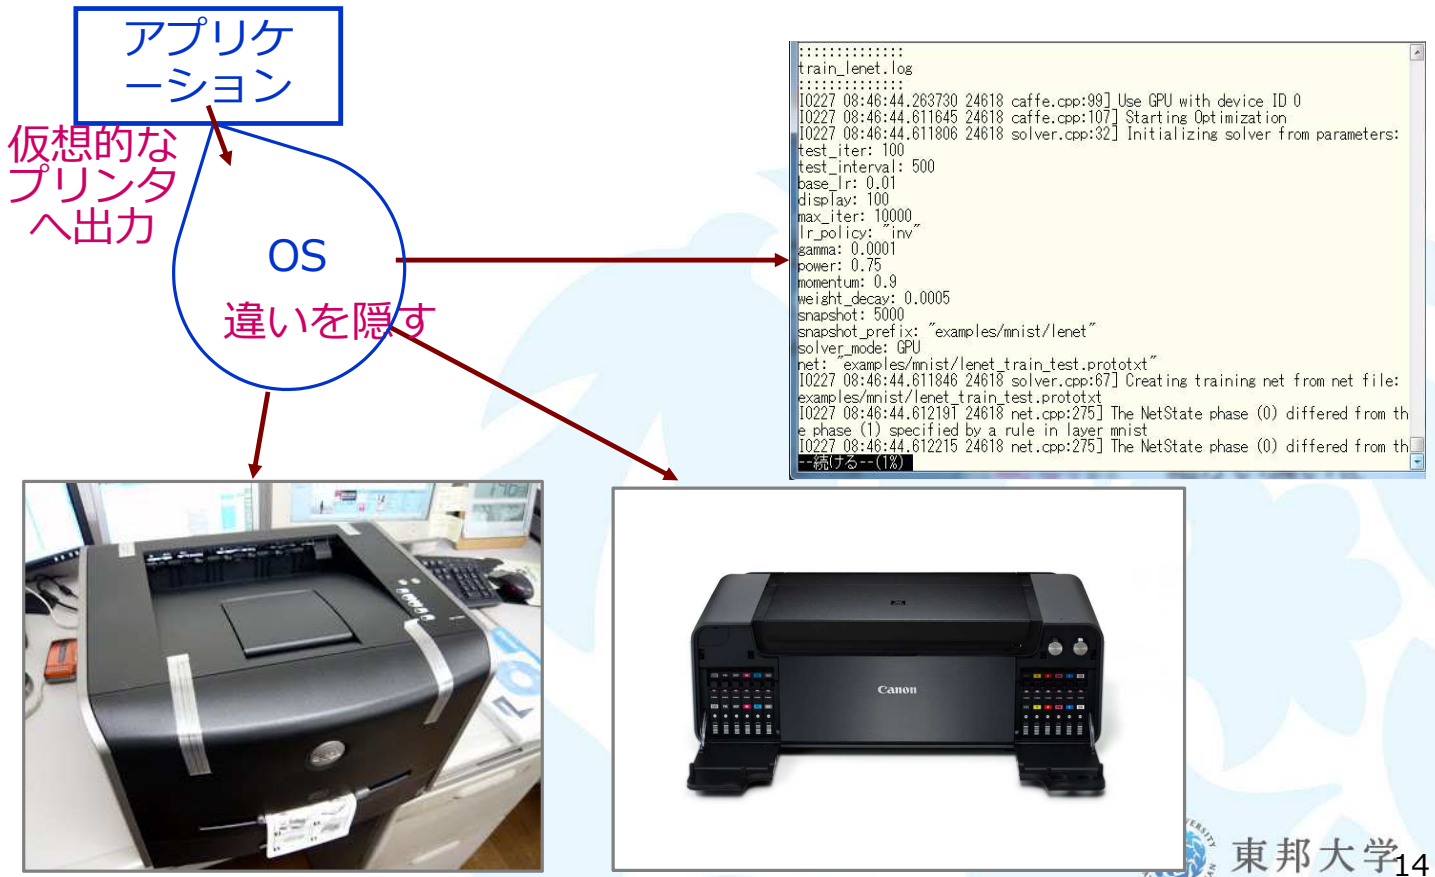 アプリケ
ーション
仮想的な
プリンタ
へ出力
OS
違いを隠す
::::::::::::::
train_lenet.log
::::::::::::::
I0227 08:46:44.263730 24618 caffe.cpp:99] Use GPU with device ID 0
I0227 08:46:44.611645 24618 caffe.cpp:107] Starting Optimization
I0227 08:46:44.611806 24618 solver.cpp:32] Initializing solver from parameters:
test_iter: 100
test_interval: 500
base_lr: 0.01
display: 100
max_iter: 10000
lr_policy: "inv"
gamma: 0.0001
power: 0.75
momentum: 0.9
weight_decay: 0.0005
snapshot: 5000
snapshot_prefix: "examples/mnist/lenet"
solver_mode: GPU
net: "examples/mnist/lenet_train_test.prototxt"
I0227 08:46:44.611846 24618 solver.cpp:67] Creating training net from net file:
examples/mnist/lenet_train_test.prototxt
I0227 08:46:44.612191 24618 net.cpp:275] The NetState phase (0) differed from th
e phase (1) specified by a rule in layer mnist
I0227 08:46:44.612215 24618 net.cpp:275] The NetState phase (0) differed from th
--続ける--(1%)
Canon
東邦大学
14